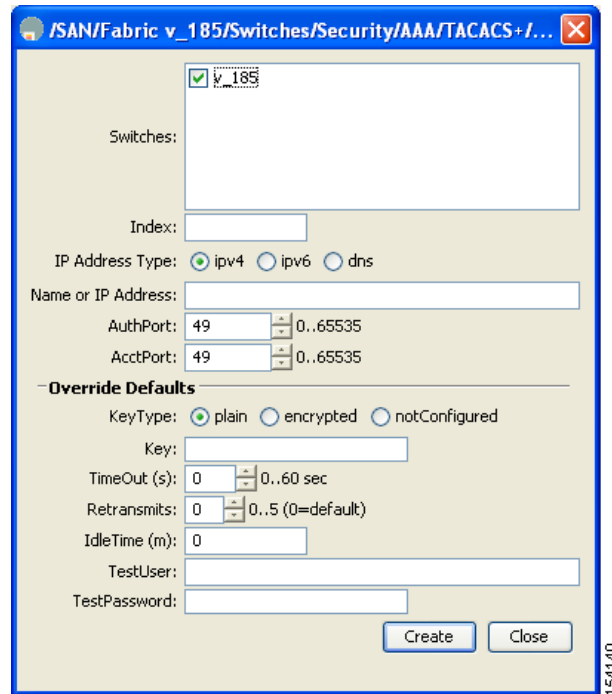 /SAN/Fabric v_185/Switches/Security/AAA/TACACS+/...
v_185
Switches:
Index:
IP Address Type: ipv4 ipv6 dns
Name or IP Address:
AuthPort: 49 0..65535
AcctPort: 49 0..65535
Override Defaults
KeyType: plain encrypted notConfigured
Key:
TimeOut (s): 0 0..60 sec
Retransmits: 0 0..5 (0=default)
IdleTime (m): 0
TestUser:
TestPassword:
Create Close
154140